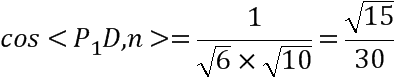 cos < P₁D,n >= 1/(√6 × √10) = √15/30